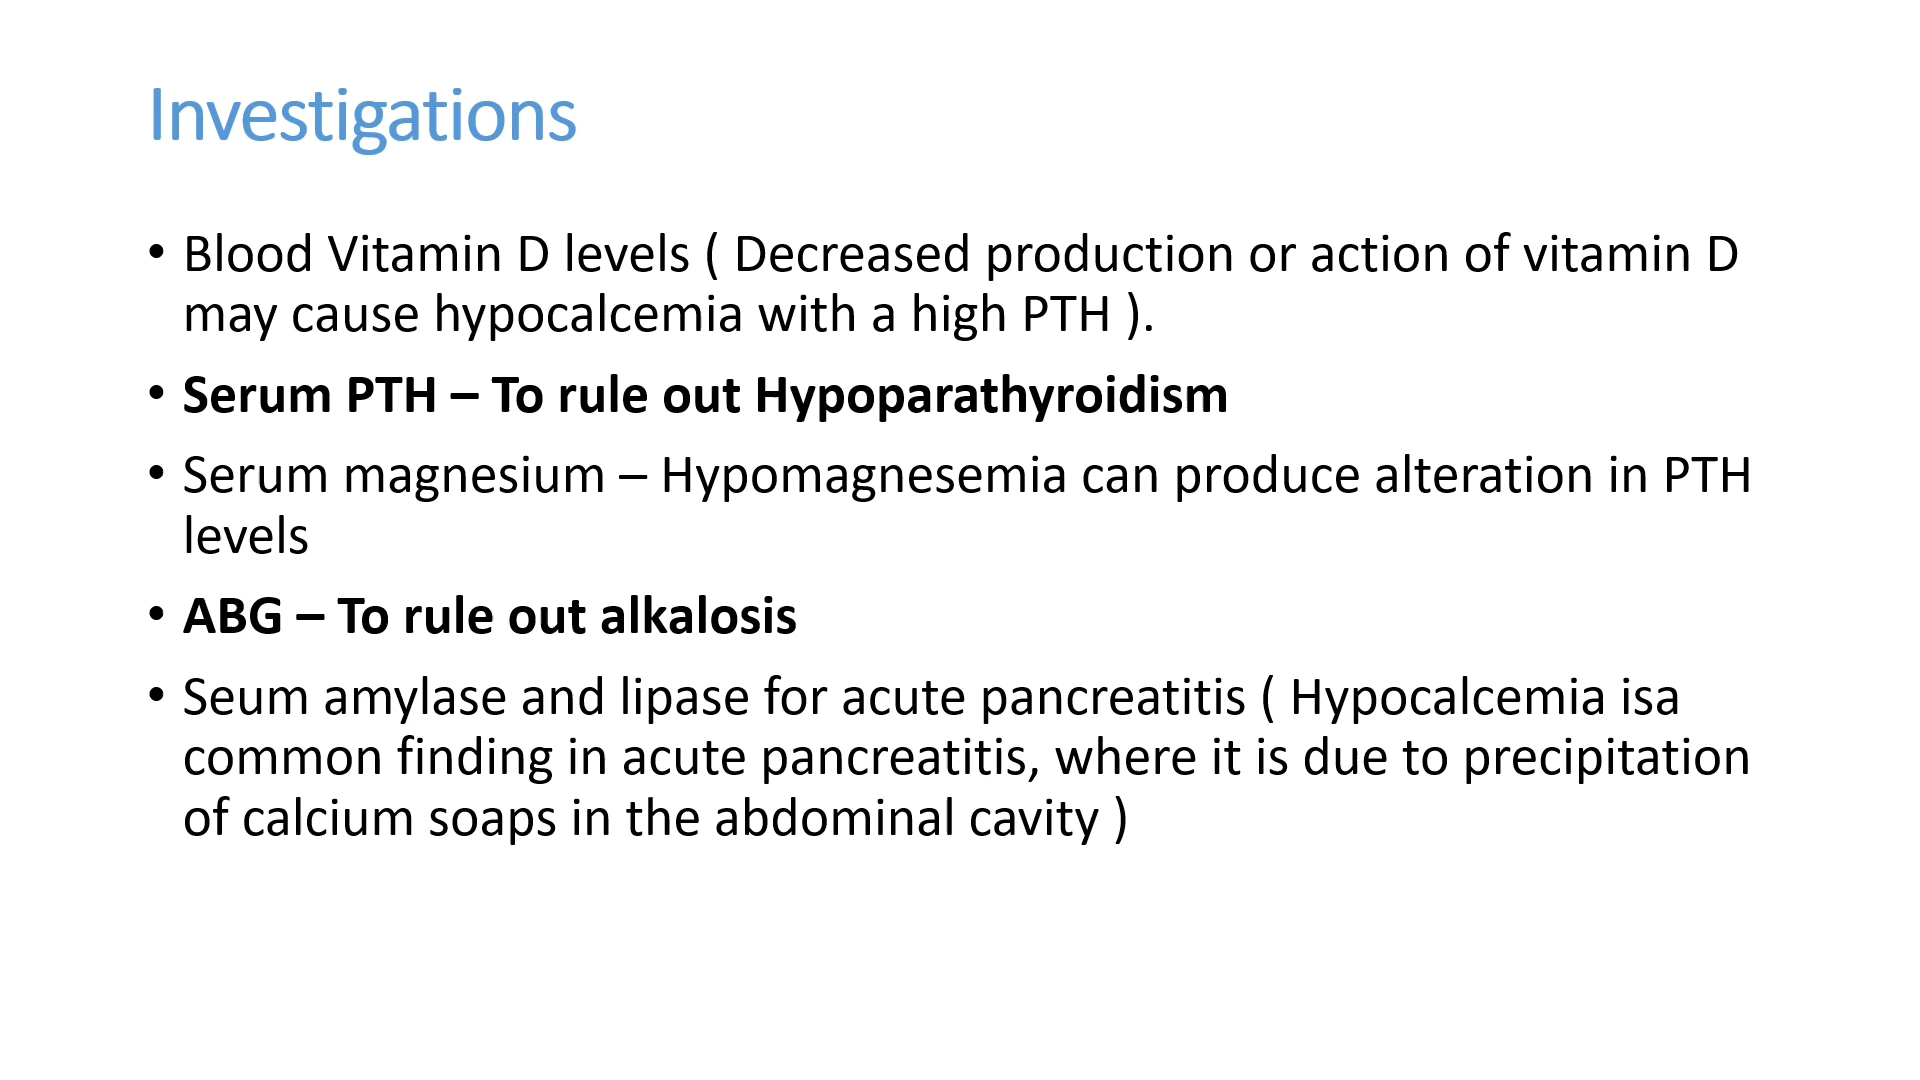 Investigations
• Blood Vitamin D levels ( Decreased production or action of vitamin D
may cause hypocalcemia with a high PTH ).
• Serum PTH – To rule out Hypoparathyroidism
• Serum magnesium – Hypomagnesemia can produce alteration in PTH
levels
• ABG – To rule out alkalosis
• Seum amylase and lipase for acute pancreatitis ( Hypocalcemia isa
common finding in acute pancreatitis, where it is due to precipitation
of calcium soaps in the abdominal cavity )